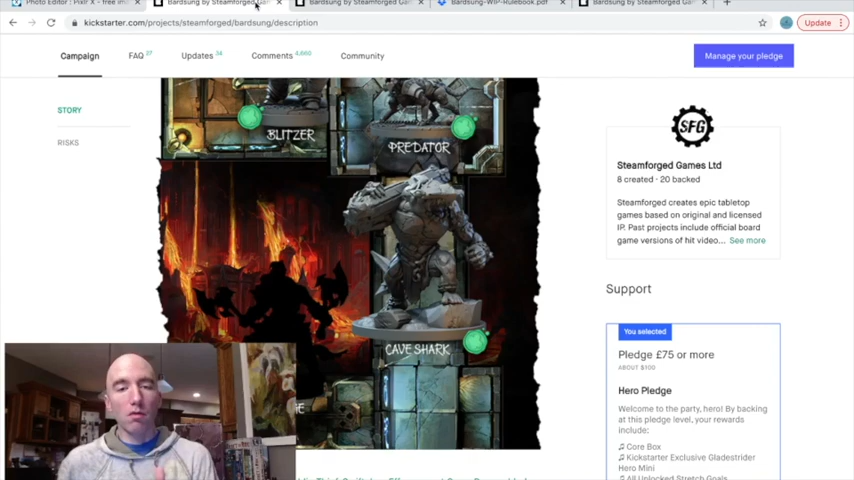 Photo Editor : Pixlr X - free im
Bardsung by Steamforged Gam
Bardsung by Steamforged Gam
Bardsung-WIP-Rulebook.pdf
Bardsung by Steamforged Gam
kickstarter.com/projects/steamforged/bardsung/description
Update
Campaign
FAQ 27
Updates 34
Comments 4,660
Community
Manage your pledge
STORY
RISKS
BLITZER
PREDATOR
CAVE SHARK
SFG
Steamforged Games Ltd
8 created · 20 backed
Steamforged creates epic tabletop
games based on original and licensed
IP. Past projects include official board
game versions of hit video... See more
Support
You selected
Pledge £75 or more
ABOUT $100
Hero Pledge
Welcome to the party, hero! By backing
at this pledge level, your rewards
include:
♫ Core Box
♫ Kickstarter Exclusive Gladestrider
Hero Mini
♫ All Unlocked Stretch Goals